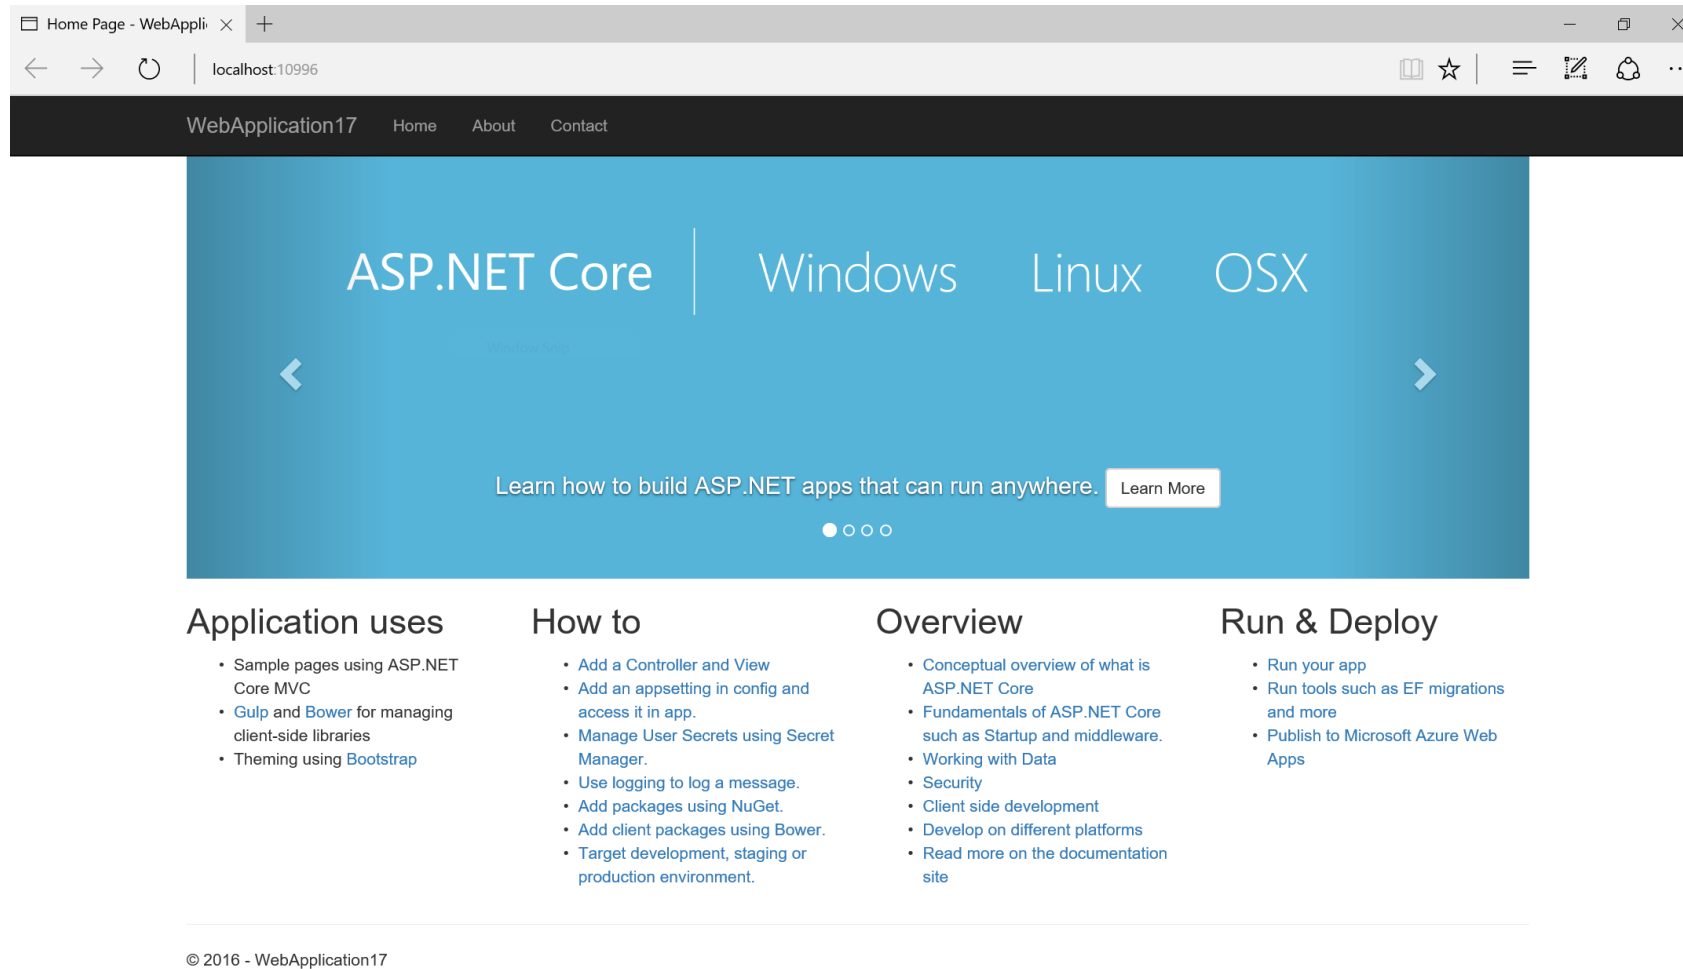 Home Page - WebAppli
localhost:10996
WebApplication17 Home About Contact
ASP.NET Core Windows Linux OSX
Window Snip
Learn how to build ASP.NET apps that can run anywhere. Learn More
Application uses
• Sample pages using ASP.NET
Core MVC
• Gulp and Bower for managing
client-side libraries
• Theming using Bootstrap
How to
• Add a Controller and View
• Add an appsetting in config and
access it in app.
• Manage User Secrets using Secret
Manager.
• Use logging to log a message.
• Add packages using NuGet.
• Add client packages using Bower.
• Target development, staging or
production environment.
Overview
• Conceptual overview of what is
ASP.NET Core
• Fundamentals of ASP.NET Core
such as Startup and middleware.
• Working with Data
• Security
• Client side development
• Develop on different platforms
• Read more on the documentation
site
Run & Deploy
• Run your app
• Run tools such as EF migrations
and more
• Publish to Microsoft Azure Web
Apps
© 2016 - WebApplication17